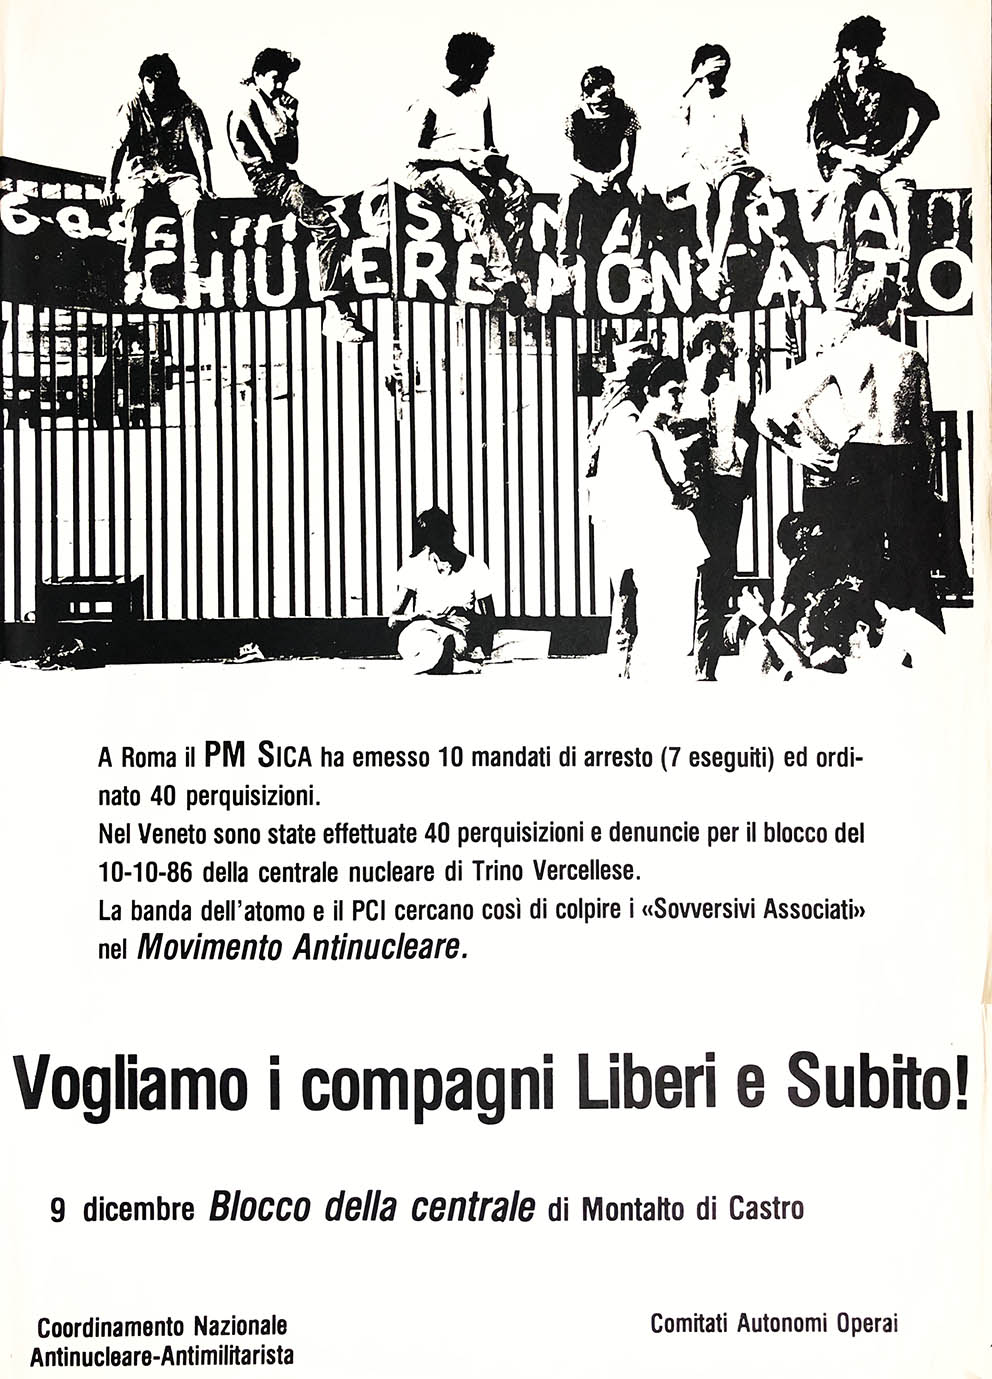 CHIUDERE MONTALTO
A Roma il PM SICA ha emesso 10 mandati di arresto (7 eseguiti) ed ordi-
nato 40 perquisizioni.
Nel Veneto sono state effettuate 40 perquisizioni e denuncie per il blocco del
10-10-86 della centrale nucleare di Trino Vercellese.
La banda dell'atomo e il PCI cercano così di colpire i «Sovversivi Associati»
nel Movimento Antinucleare.
Vogliamo i compagni Liberi e Subito!
9 dicembre Blocco della centrale di Montalto di Castro
Coordinamento Nazionale
Antinucleare-Antimilitarista
Comitati Autonomi Operai